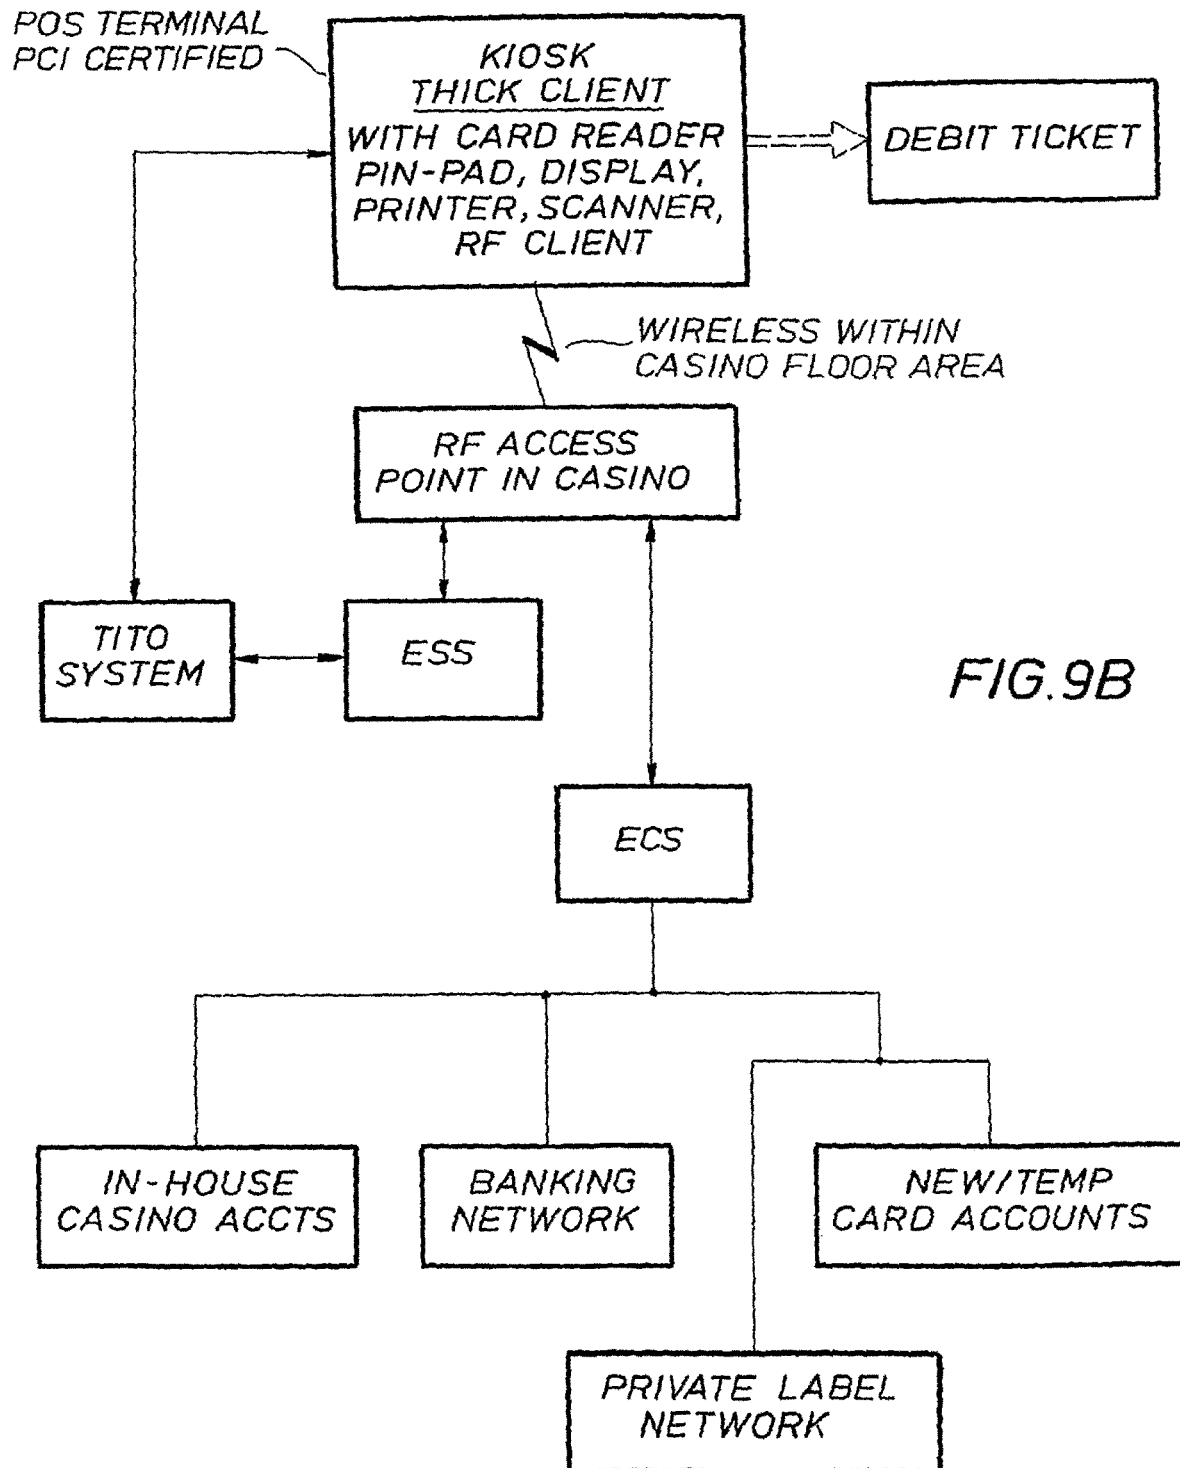 POS TERMINAL
PCI CERTIFIED
KIOSK
THICK CLIENT
WITH CARD READER
PIN-PAD, DISPLAY,
PRINTER, SCANNER,
RF CLIENT
DEBIT TICKET
WIRELESS WITHIN
CASINO FLOOR AREA
RF ACCESS
POINT IN CASINO
TITO
SYSTEM
ESS
FIG.9B
ECS
IN-HOUSE
CASINO ACCTS
BANKING
NETWORK
NEW/TEMP
CARD ACCOUNTS
PRIVATE LABEL
NETWORK